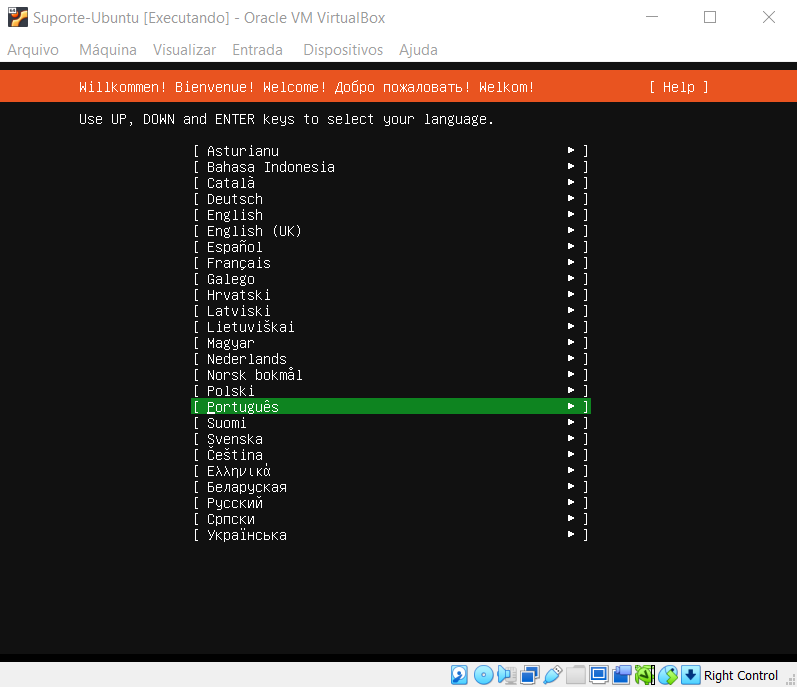 Suporte-Ubuntu [Executando] - Oracle VM VirtualBox
Arquivo Máquina Visualizar Entrada Dispositivos Ajuda
Willkommen! Bienvenue! Welcome! Добро пожаловать! Welkom! [ Help ]
Use UP, DOWN and ENTER keys to select your language.
[ Asturianu ▸ ]
[ Bahasa Indonesia ▸ ]
[ Català ▸ ]
[ Deutsch ▸ ]
[ English ▸ ]
[ English (UK) ▸ ]
[ Español ▸ ]
[ Français ▸ ]
[ Galego ▸ ]
[ Hrvatski ▸ ]
[ Latviski ▸ ]
[ Lietuviškai ▸ ]
[ Magyar ▸ ]
[ Nederlands ▸ ]
[ Norsk bokmål ▸ ]
[ Polski ▸ ]
[ Português ▸ ]
[ Suomi ▸ ]
[ Svenska ▸ ]
[ Čeština ▸ ]
[ Ελληνικά ▸ ]
[ Беларуская ▸ ]
[ Русский ▸ ]
[ Српски ▸ ]
[ Українська ▸ ]
Right Control